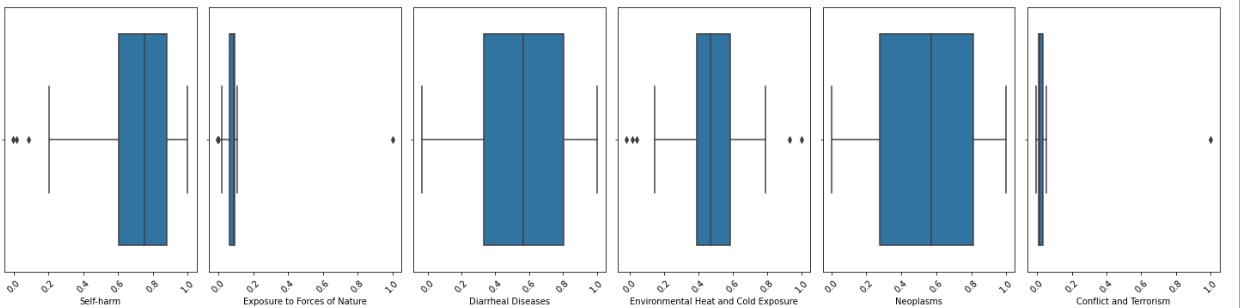 0.0 0.2 0.4 0.6 0.8 1.0
Self-harm
0.0 0.2 0.4 0.6 0.8 1.0
Exposure to Forces of Nature
0.0 0.2 0.4 0.6 0.8 1.0
Diarrheal Diseases
0.0 0.2 0.4 0.6 0.8 1.0
Environmental Heat and Cold Exposure
0.0 0.2 0.4 0.6 0.8 1.0
Neoplasms
0.0 0.2 0.4 0.6 0.8 1.0
Conflict and Terrorism